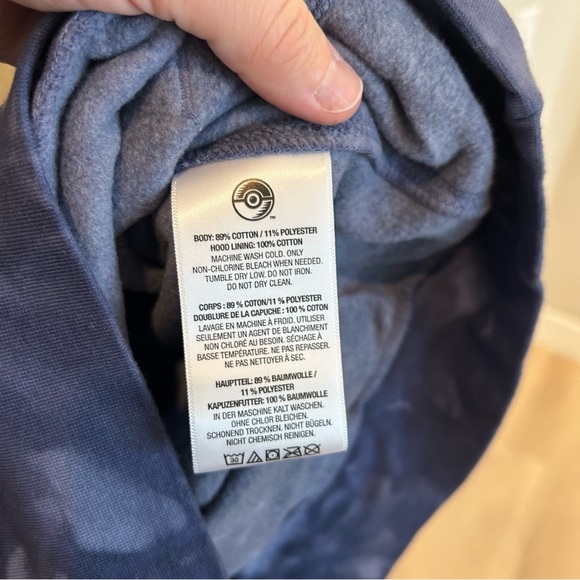 TM
BODY: 89% COTTON / 11% POLYESTER
HOOD LINING: 100% COTTON
MACHINE WASH COLD. ONLY
NON-CHLORINE BLEACH WHEN NEEDED.
TUMBLE DRY LOW. DO NOT IRON.
DO NOT DRY CLEAN.
CORPS : 89 % COTON/11 % POLYESTER
DOUBLURE DE LA CAPUCHE : 100 % COTON
LAVAGE EN MACHINE À FROID. UTILISER
SEULEMENT UN AGENT DE BLANCHIMENT
NON CHLORÉ AU BESOIN. SÉCHAGE À
BASSE TEMPÉRATURE. NE PAS REPASSER.
NE PAS NETTOYER À SEC.
HAUPTTEIL: 89 % BAUMWOLLE /
11 % POLYESTER
KAPUZENFUTTER: 100 % BAUMWOLLE
IN DER MASCHINE KALT WASCHEN.
OHNE CHLOR BLEICHEN.
SCHONEND TROCKNEN. NICHT BÜGELN.
NICHT CHEMISCH REINIGEN.
30